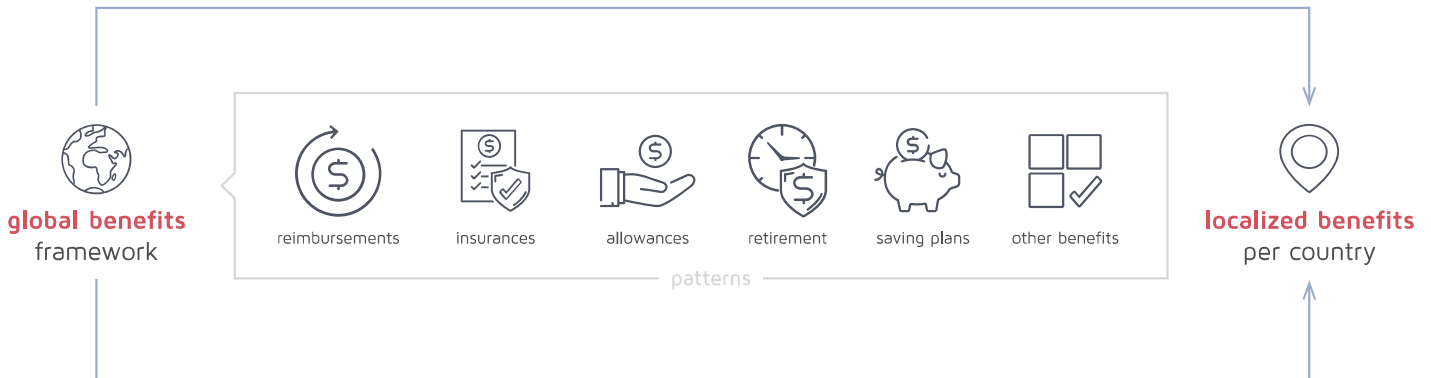 global benefits
framework
reimbursements
insurances
allowances
retirement
saving plans
other benefits
patterns
localized benefits
per country